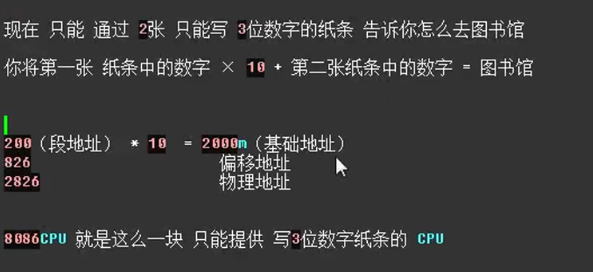 现在 只能 通过 2张 只能写 3位数字的纸条 告诉你怎么去图书馆
你将第一张 纸条中的数字 × 10 + 第二张纸条中的数字 = 图书馆
200（段地址） * 10 = 2000m（基础地址）
826 偏移地址
2826 物理地址
8086CPU 就是这么一块 只能提供 写3位数字纸条的 CPU